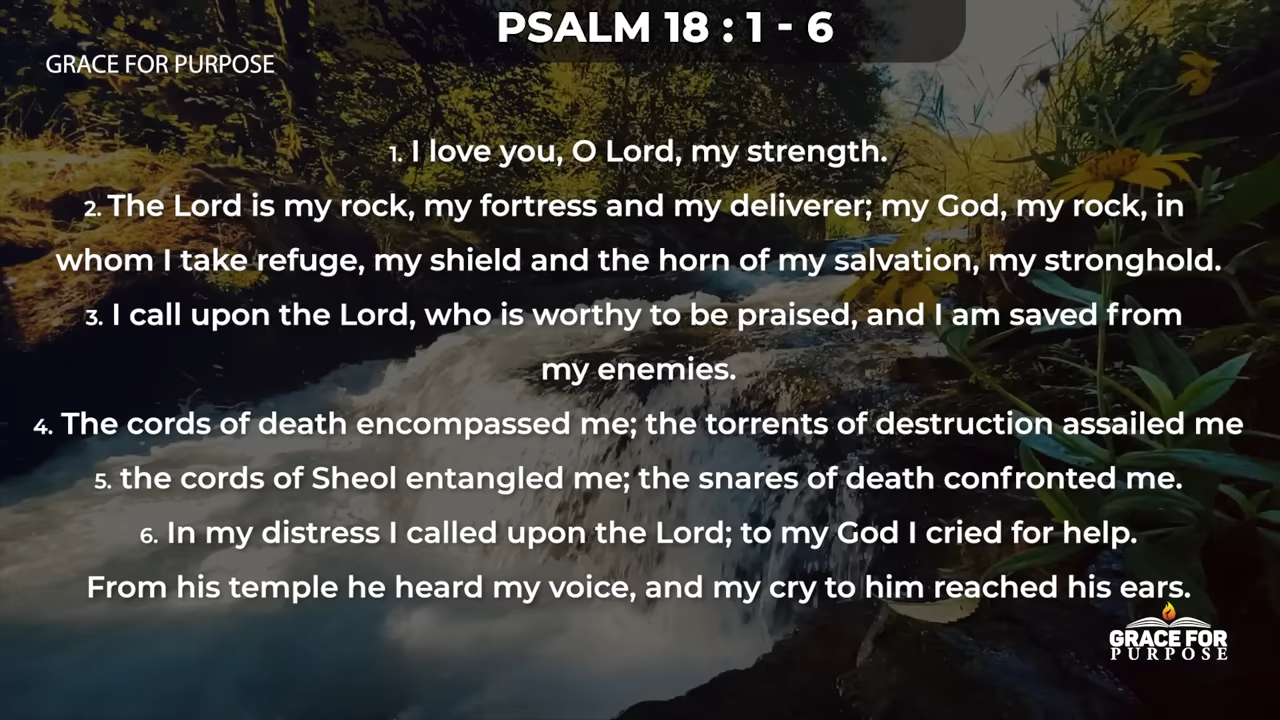 PSALM 18 : 1 - 6
GRACE FOR PURPOSE
1. I love you, O Lord, my strength.
2. The Lord is my rock, my fortress and my deliverer; my God, my rock, in
whom I take refuge, my shield and the horn of my salvation, my stronghold.
3. I call upon the Lord, who is worthy to be praised, and I am saved from
my enemies.
4. The cords of death encompassed me; the torrents of destruction assailed me
5. the cords of Sheol entangled me; the snares of death confronted me.
6. In my distress I called upon the Lord; to my God I cried for help.
From his temple he heard my voice, and my cry to him reached his ears.
GRACE FOR
PURPOSE